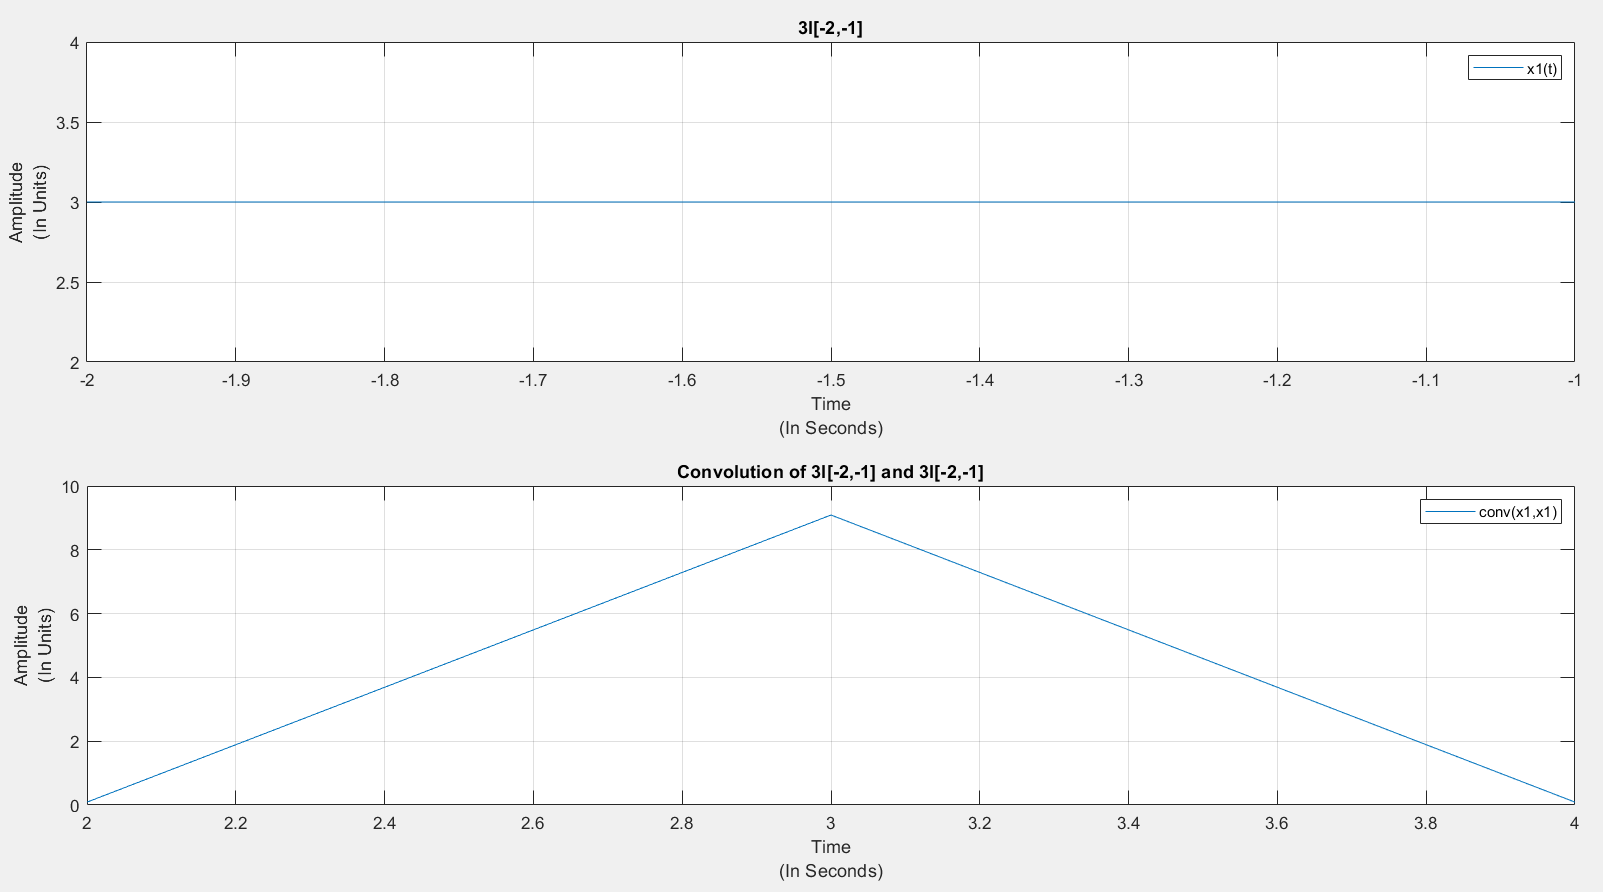 3I[-2,-1]
x1(t)
4
3.5
3
2.5
2
Amplitude
(In Units)
-2 -1.9 -1.8 -1.7 -1.6 -1.5 -1.4 -1.3 -1.2 -1.1 -1
Time
(In Seconds)
Convolution of 3I[-2,-1] and 3I[-2,-1]
conv(x1,x1)
10
8
6
4
2
0
Amplitude
(In Units)
2 2.2 2.4 2.6 2.8 3 3.2 3.4 3.6 3.8 4
Time
(In Seconds)